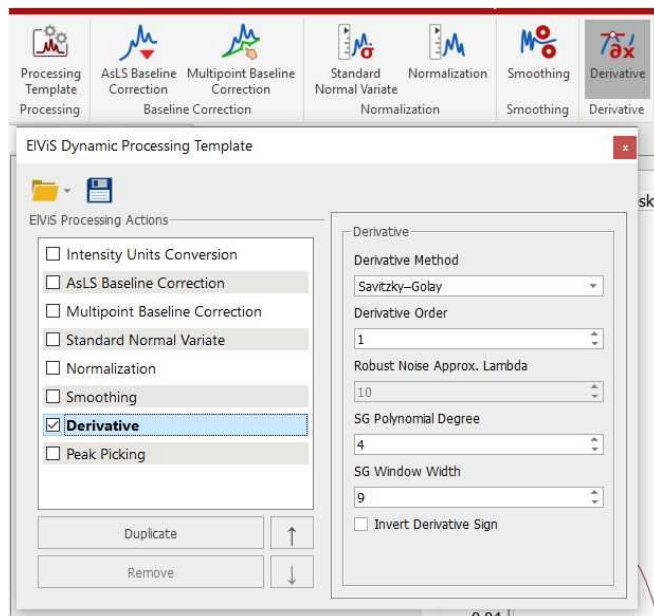 Processing Template
AsLS Baseline Correction
Multipoint Baseline Correction
Standard Normal Variate
Normalization
Smoothing
Derivative
Processing
Baseline Correction
Normalization
Smoothing
Derivative
ElViS Dynamic Processing Template
x
ElViS Processing Actions
Intensity Units Conversion
AsLS Baseline Correction
Multipoint Baseline Correction
Standard Normal Variate
Normalization
Smoothing
Derivative
Peak Picking
Duplicate
↑
Remove
↓
Derivative
Derivative Method
Savitzky–Golay
Derivative Order
1
Robust Noise Approx. Lambda
10
SG Polynomial Degree
4
SG Window Width
9
Invert Derivative Sign
sk